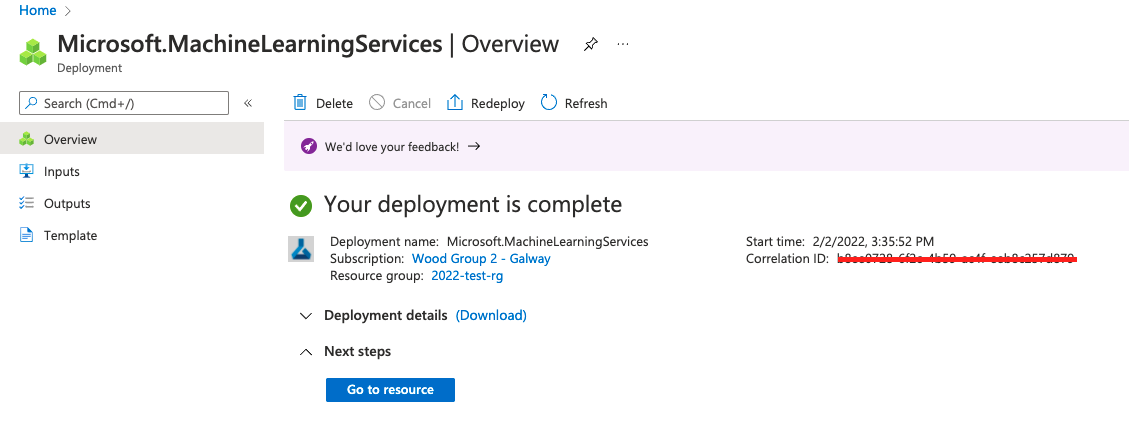 Home >
Microsoft.MachineLearningServices | Overview ...
Deployment
Search (Cmd+/) «
Delete Cancel Redeploy Refresh
Overview
Inputs
Outputs
Template
We'd love your feedback! →
Your deployment is complete
Deployment name: Microsoft.MachineLearningServices
Subscription: Wood Group 2 - Galway
Resource group: 2022-test-rg
Start time: 2/2/2022, 3:35:52 PM
Correlation ID:
Deployment details (Download)
Next steps
Go to resource